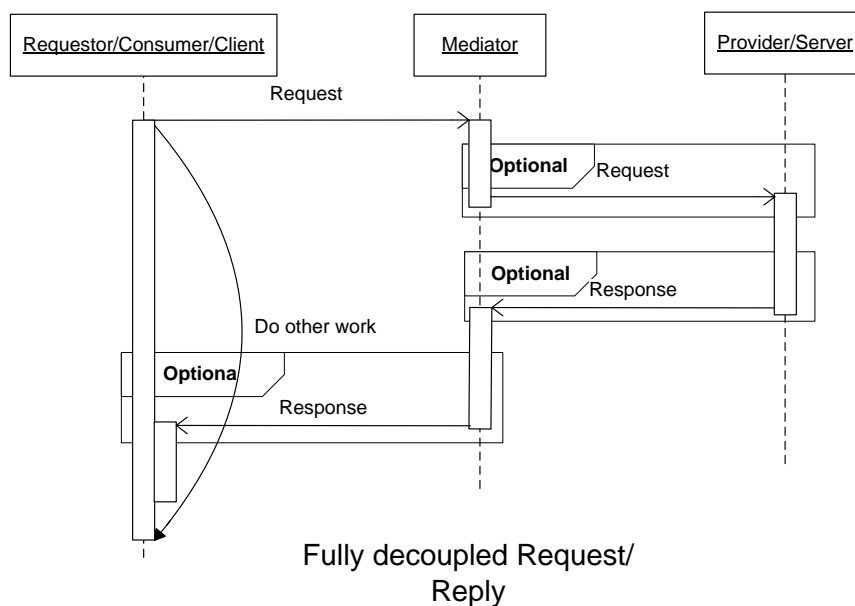 Requestor/Consumer/Client
Mediator
Provider/Server
Request
Optional
Request
Optional
Response
Do other work
Optiona
Response
Fully decoupled Request/
Reply